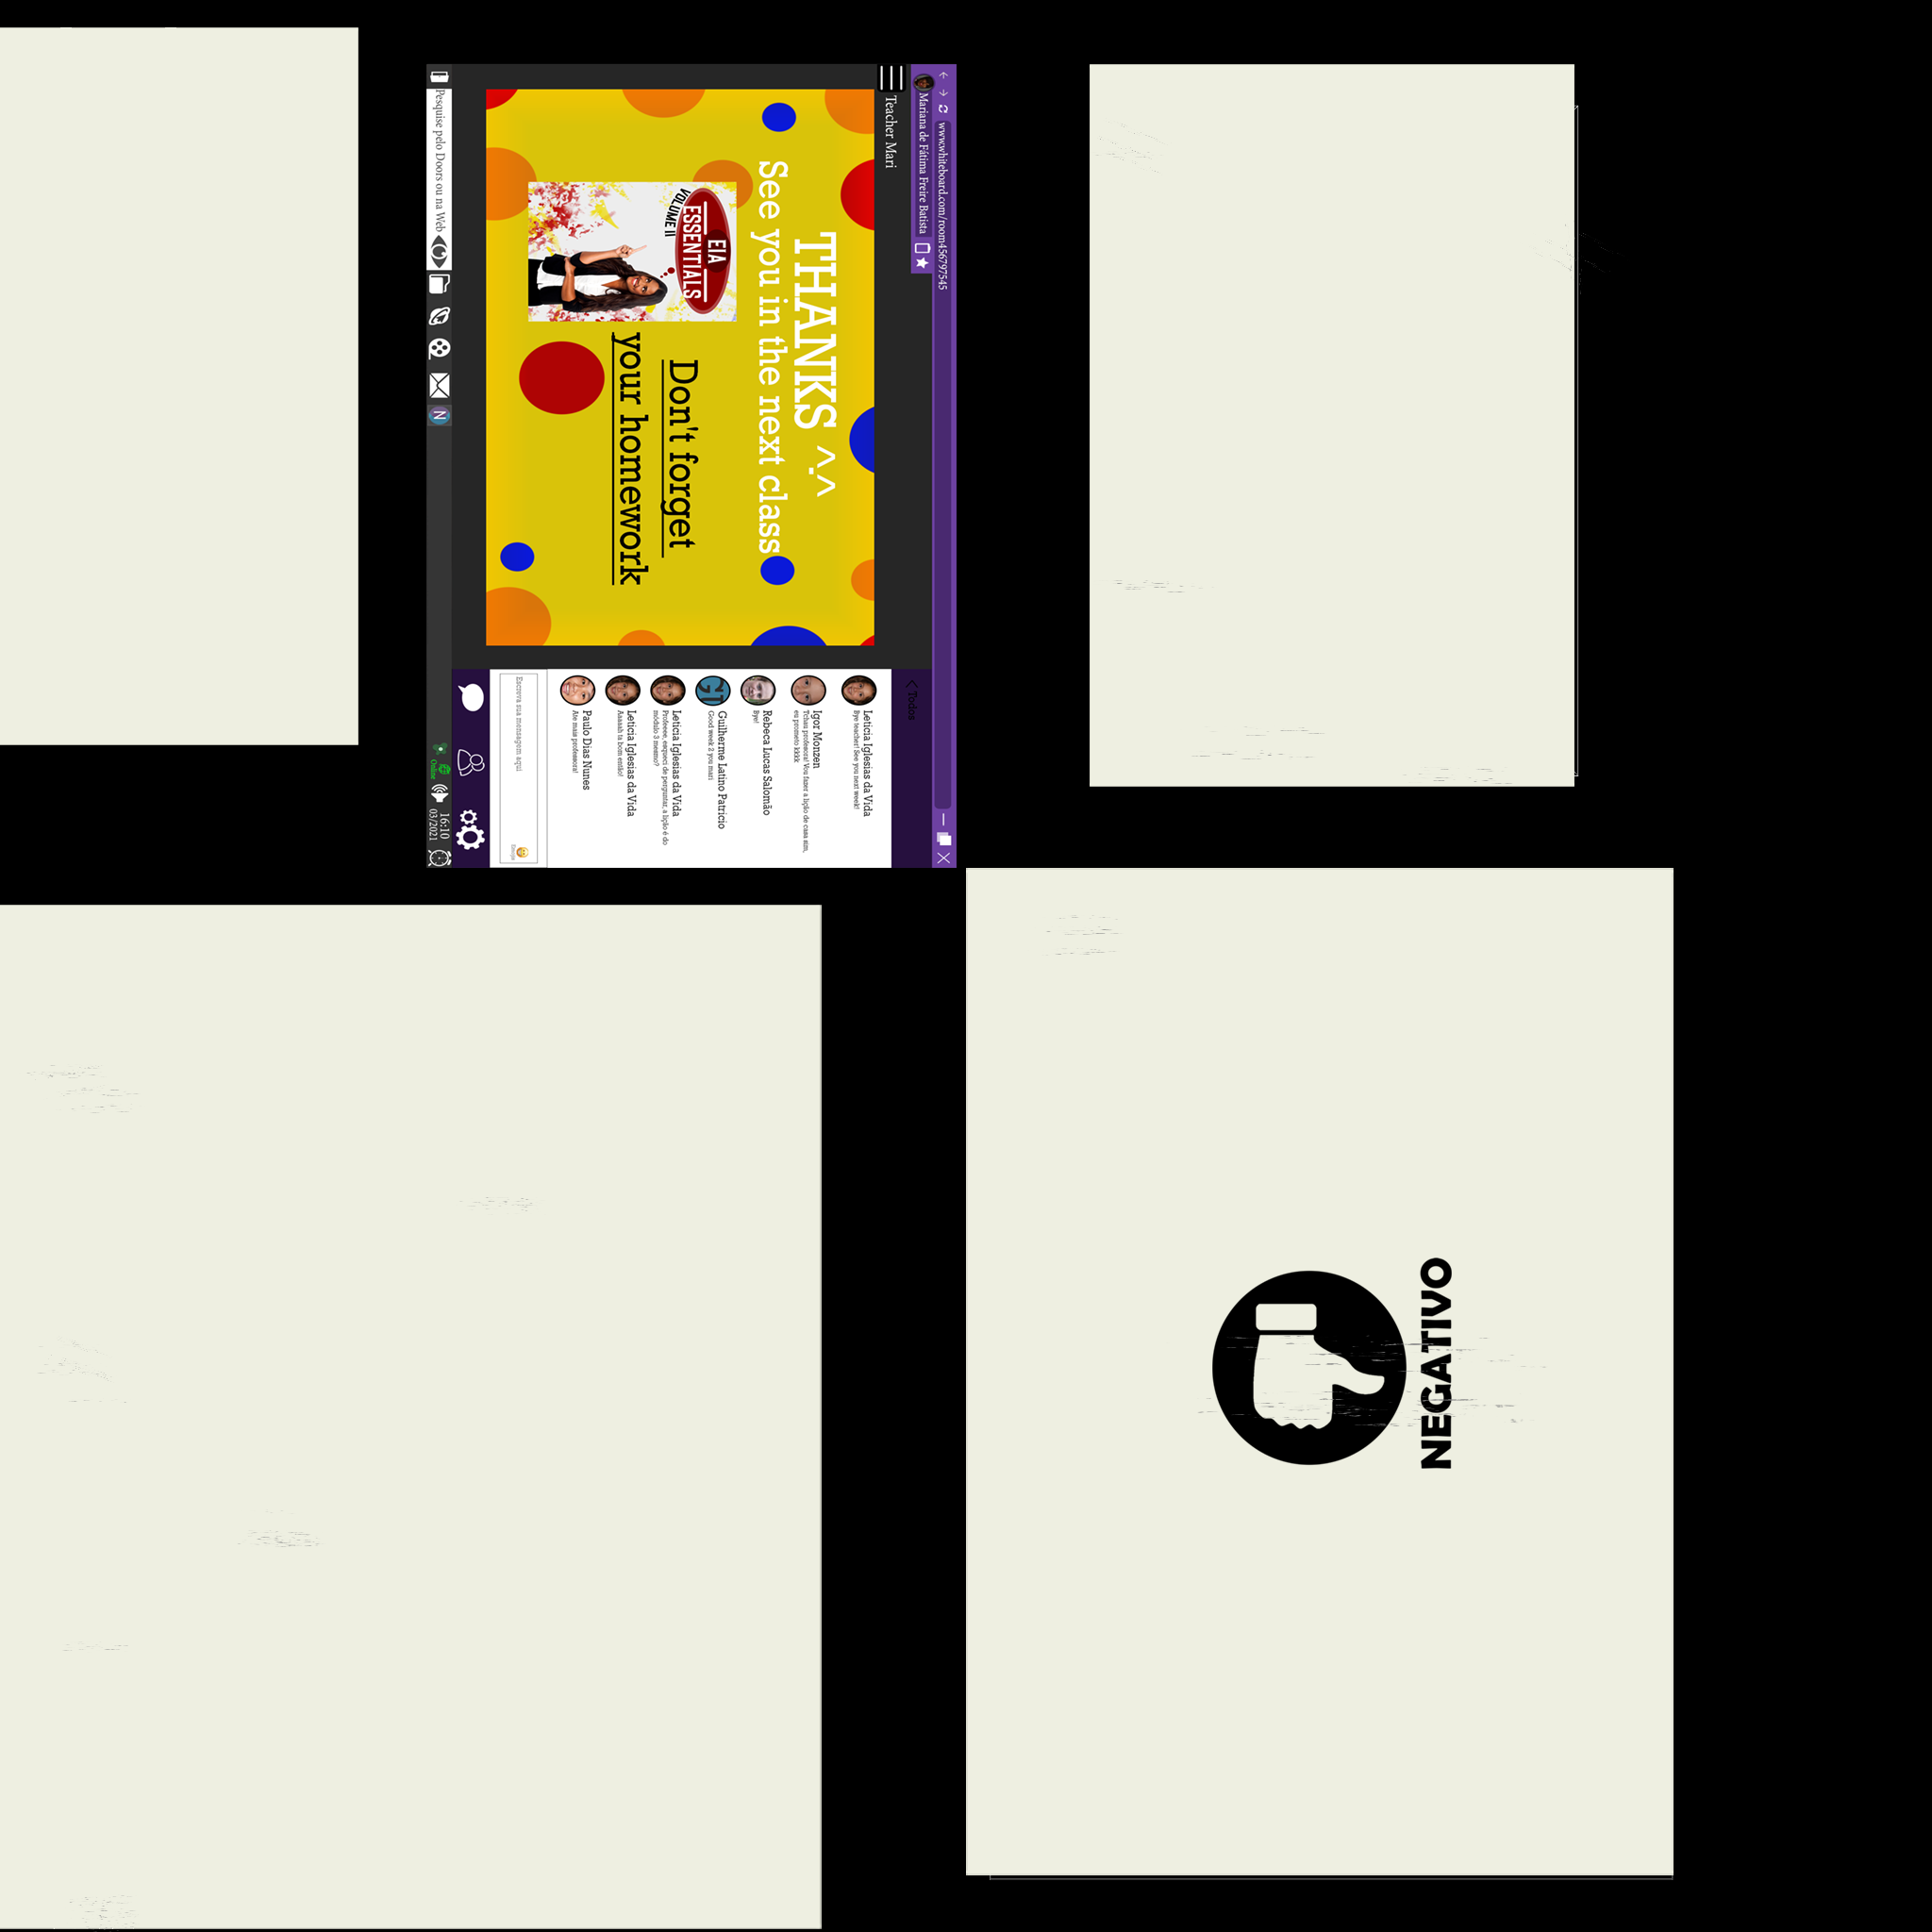 www.whiteboard.com/room456797545
Mariana de Fátima Freire Batista
Teacher Mari
THANKS ^.^
See you in the next class
EIA
ESSENTIALS
VOLUME II
Don't forget
your homework
< Todos
Leticia Iglesias da Vida
Bye teacher! See you next week!
Igor Monzen
Tchau professora! Vou fazer a lição de casa sim,
eu prometo kkkk
Rebeca Lucas Salomão
Bye!
GL
Guilherme Latino Patricio
Good week 2 you mari
Leticia Iglesias da Vida
Profeeee, esqueci de perguntar, a lição é do
módulo 3 mesmo?
Leticia Iglesias da Vida
Aaaaah ta bom então!
Paulo Dias Nunes
Ate mais professora!
Escreva sua mensagem aqui
Emojis
Pesquise pelo Doors ou na Web
N
Online
16:10
03/2021
NEGATIVO